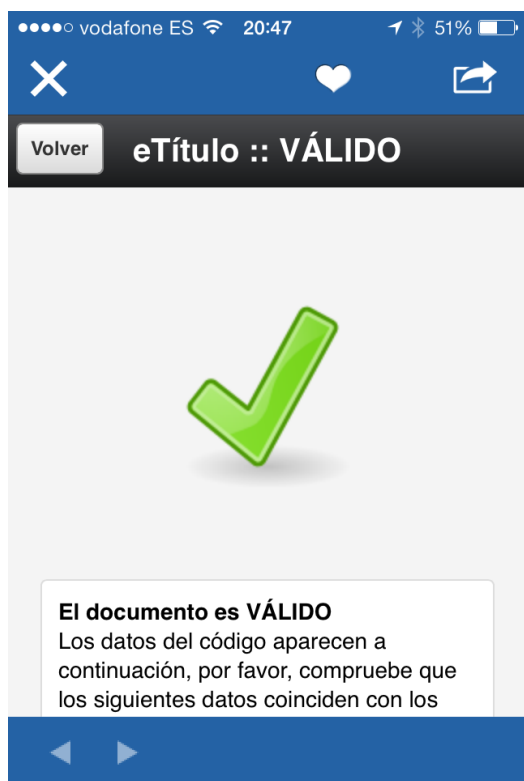 vodafone ES 20:47 51%
Volver eTítulo :: VÁLIDO
El documento es VÁLIDO
Los datos del código aparecen a
continuación, por favor, compruebe que
los siguientes datos coinciden con los